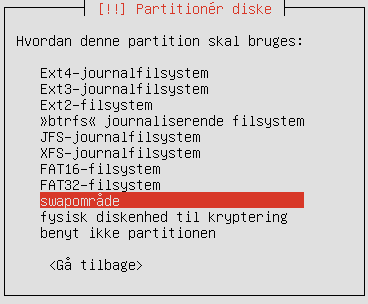 [!!] Partitionér diske
Hvordan denne partition skal bruges:
Ext4-journalfilsystem
Ext3-journalfilsystem
Ext2-filsystem
»btrfs« journaliserende filsystem
JFS-journalfilsystem
XFS-journalfilsystem
FAT16-filsystem
FAT32-filsystem
swapområde
fysisk diskenhed til kryptering
benyt ikke partitionen
<Gå tilbage>